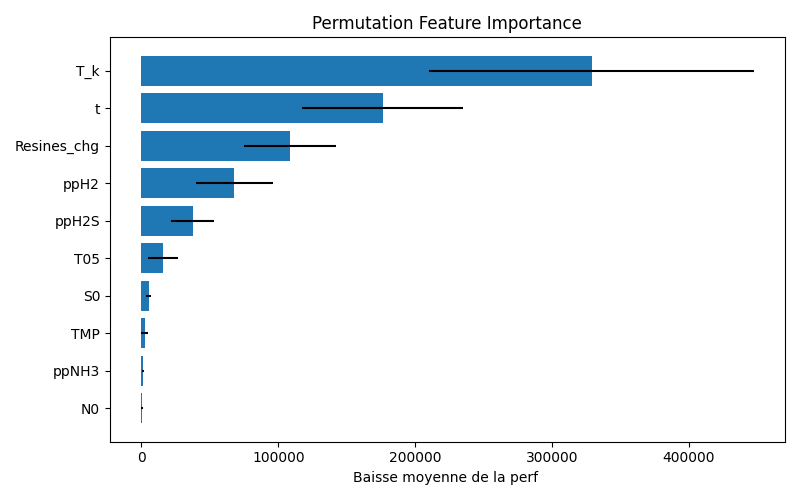 Permutation Feature Importance
T_k
t
Resines_chg
ppH2
ppH2S
T05
S0
TMP
ppNH3
N0
0 100000 200000 300000 400000
Baisse moyenne de la perf